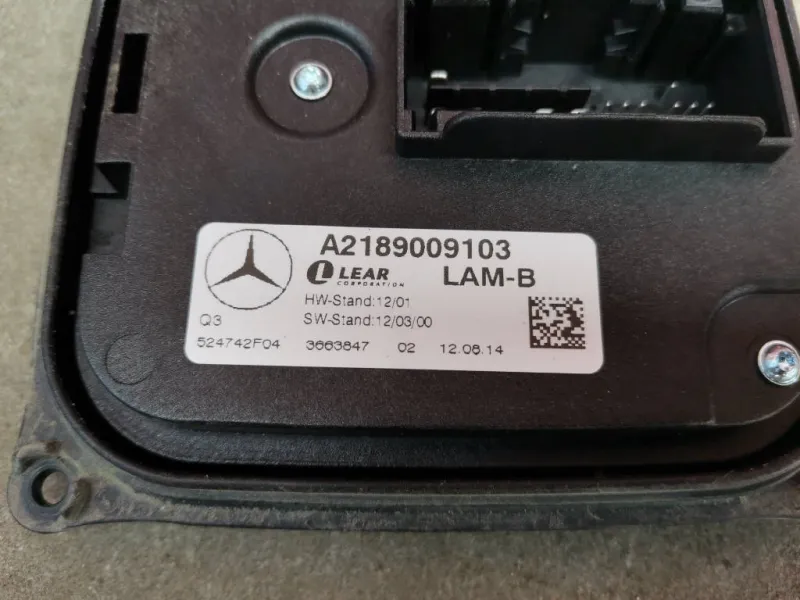 A2189009103
LEAR
CORPORATION
LAM-B
HW-Stand:12/01
Q3
SW-Stand:12/03/00
524742F04 3663847 02 12.06.14